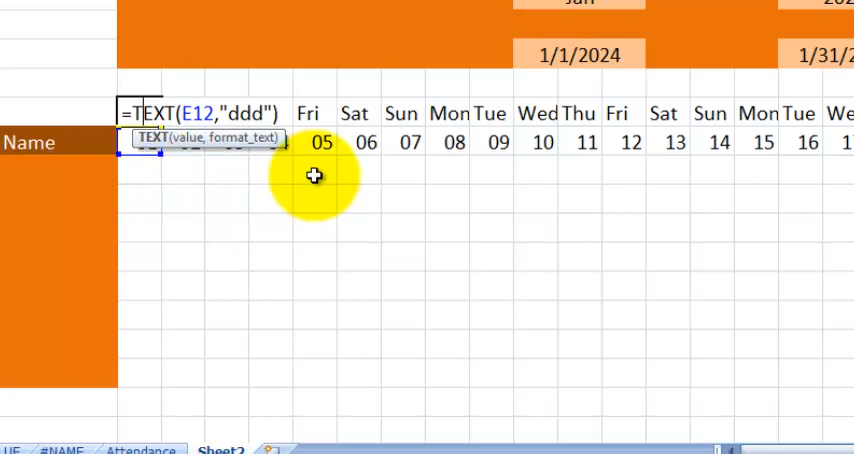 Jan
1/1/2024
=TEXT(E12,"ddd") Fri Sat Sun Mon Tue Wed Thu Fri Sat Sun Mon Tue We
TEXT(value, format_text)
Name 05 06 07 08 09 10 11 12 13 14 15 16
#NAME Attendance Sheet2